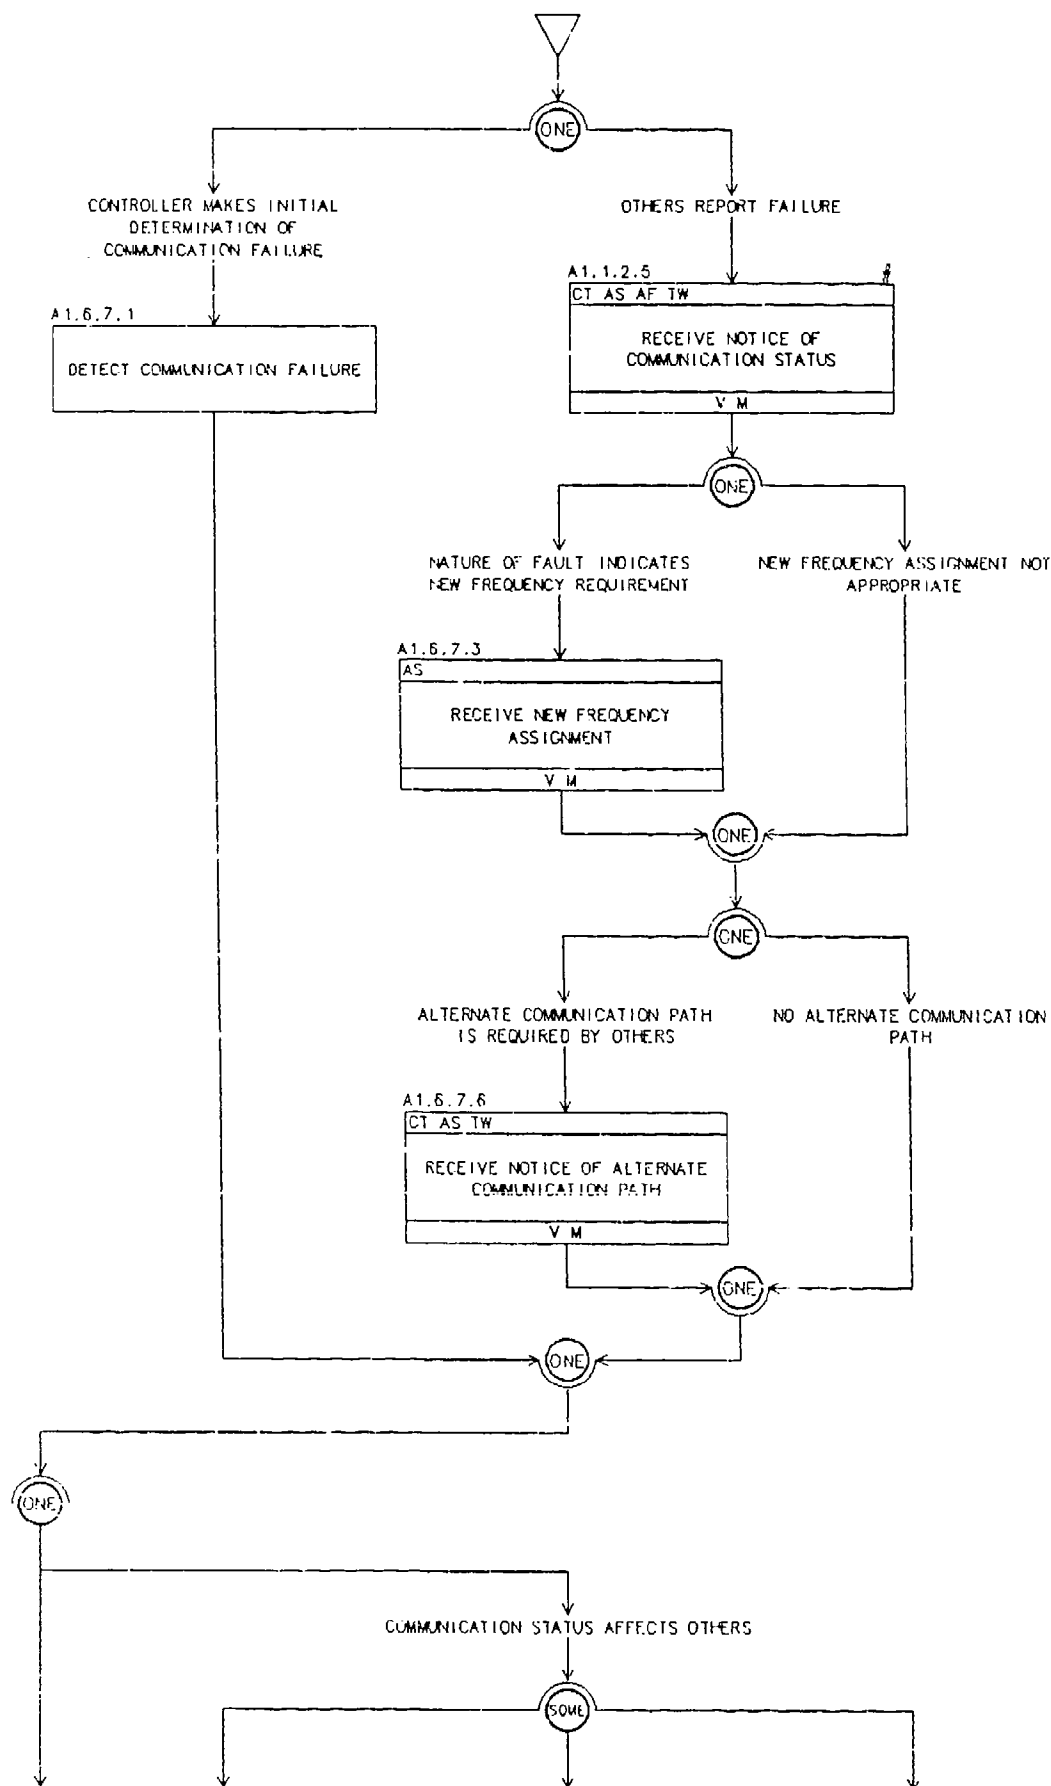 ONE
CONTROLLER MAKES INITIAL
DETERMINATION OF
COMMUNICATION FAILURE
OTHERS REPORT FAILURE
A1.6.7.1
DETECT COMMUNICATION FAILURE
A1.1.2.5
CT AS AF TW
RECEIVE NOTICE OF
COMMUNICATION STATUS
V M
ONE
NATURE OF FAULT INDICATES
NEW FREQUENCY REQUIREMENT
NEW FREQUENCY ASSIGNMENT NOT
APPROPRIATE
A1.6.7.3
AS
RECEIVE NEW FREQUENCY
ASSIGNMENT
V M
ONE
ONE
ALTERNATE COMMUNICATION PATH
IS REQUIRED BY OTHERS
NO ALTERNATE COMMUNICATION
PATH
A1.6.7.6
CT AS TW
RECEIVE NOTICE OF ALTERNATE
COMMUNICATION PATH
V M
ONE
ONE
ONE
COMMUNICATION STATUS AFFECTS OTHERS
SOME